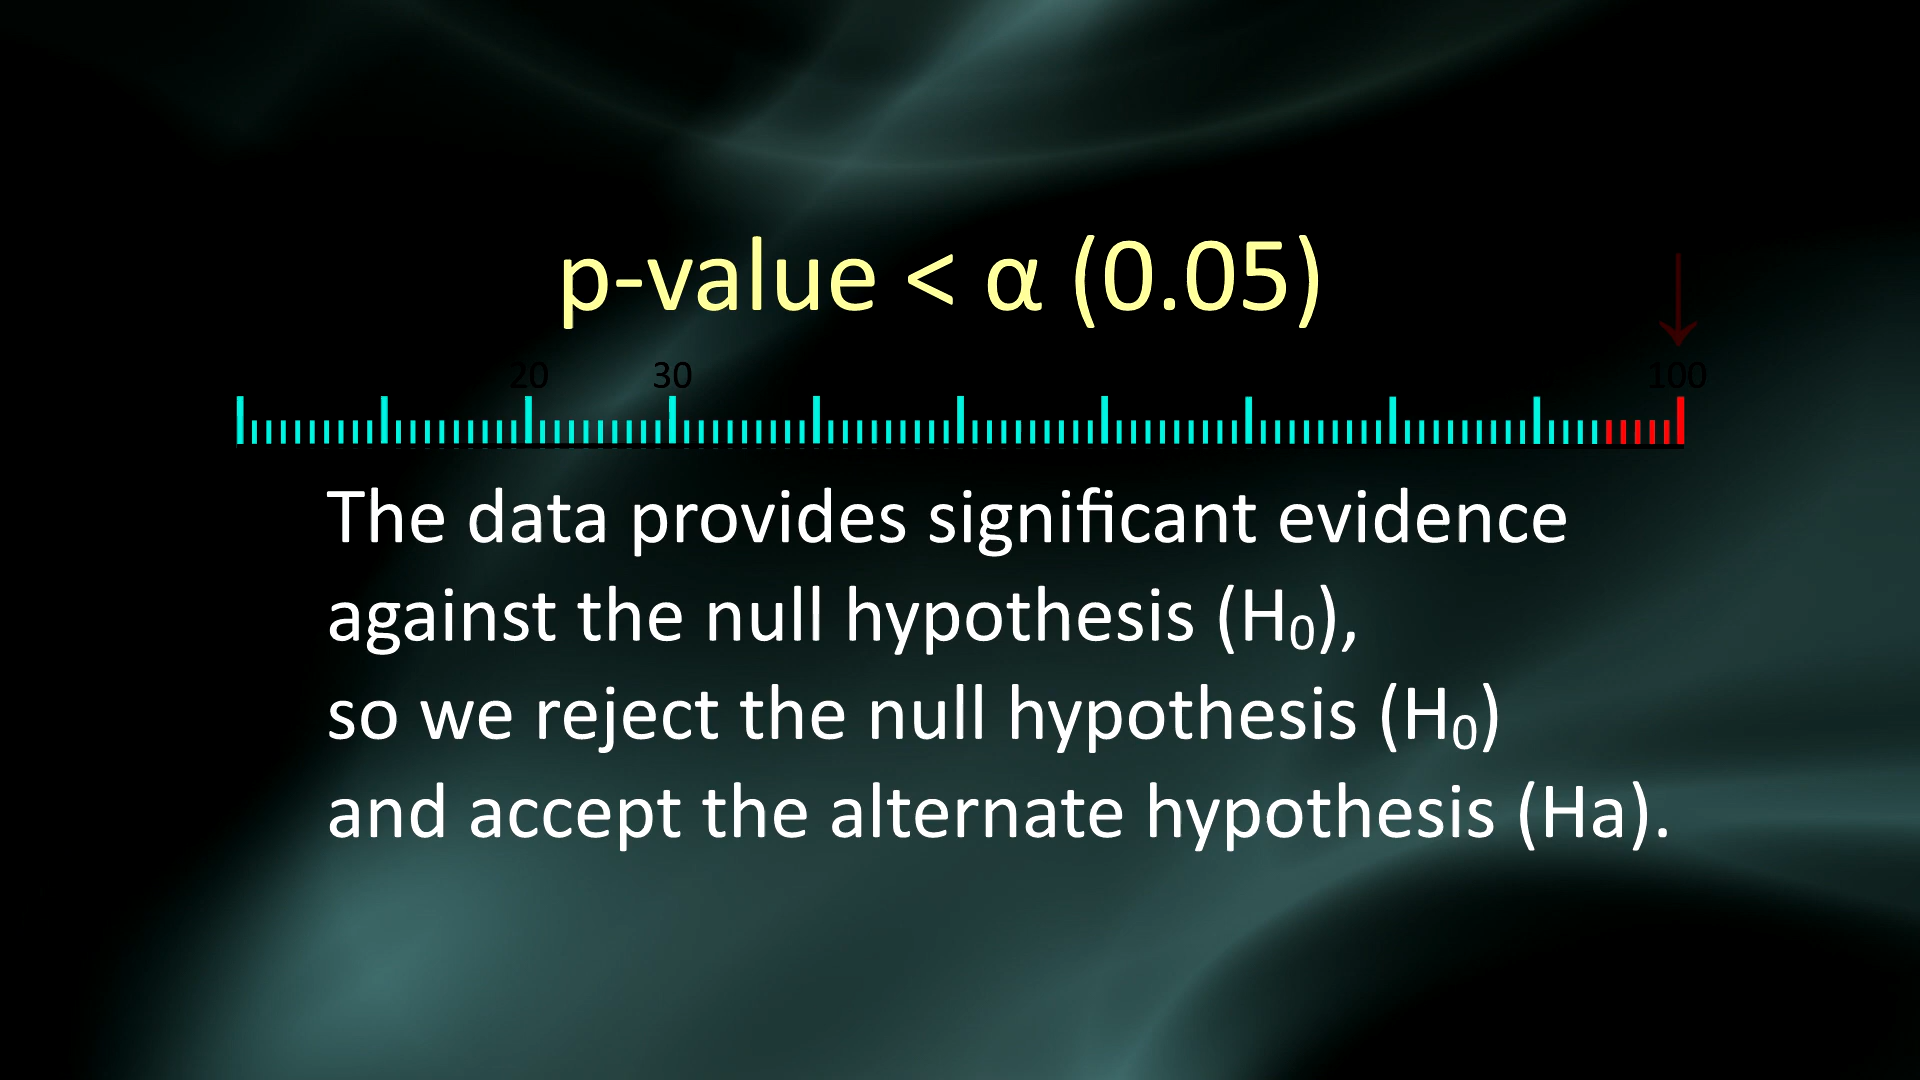 p-value < α (0.05)
20 30 100
The data provides significant evidence
against the null hypothesis (H₀),
so we reject the null hypothesis (H₀)
and accept the alternate hypothesis (Ha).